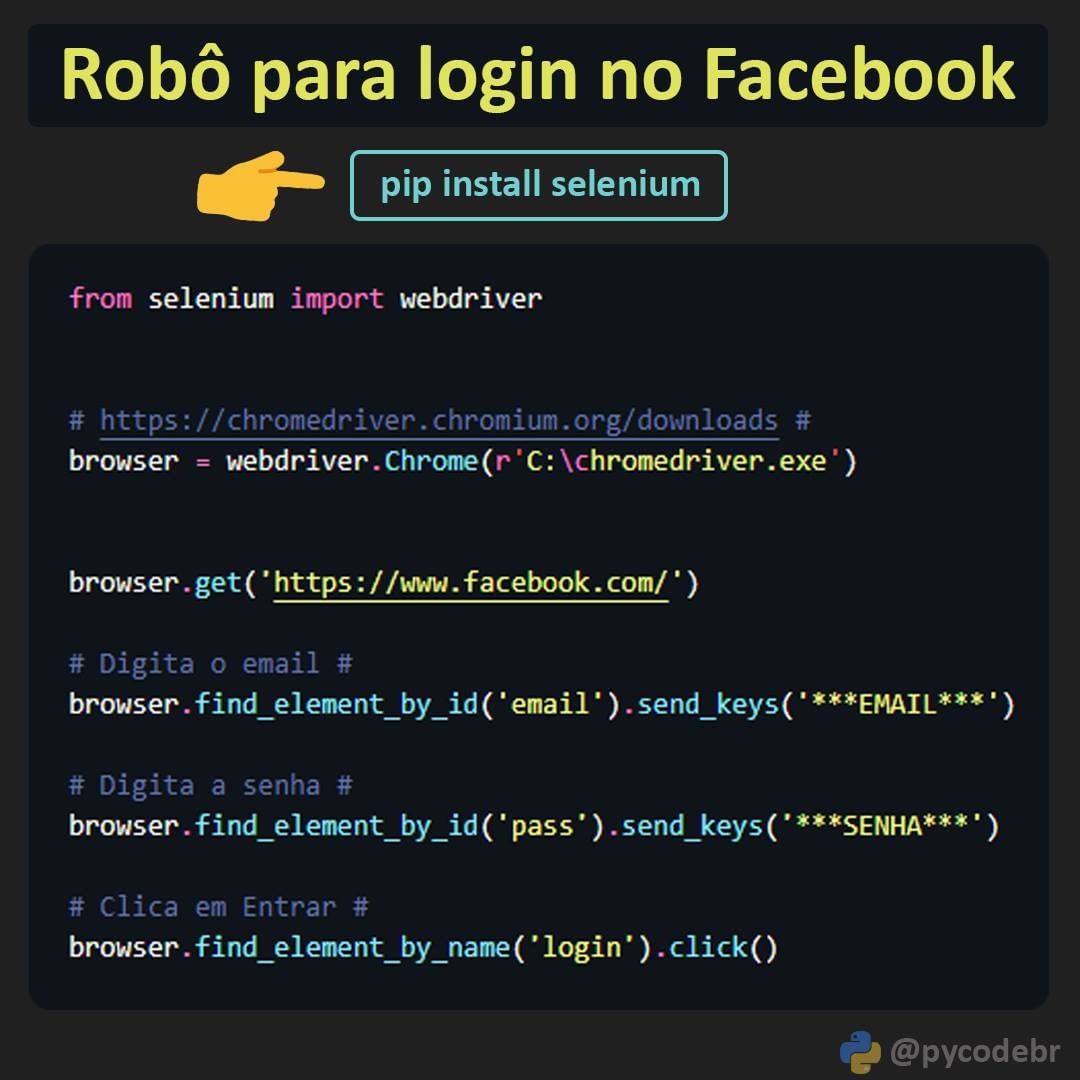 Robô para login no Facebook
pip install selenium
from selenium import webdriver
# https://chromedriver.chromium.org/downloads #
browser = webdriver.Chrome(r'C:\chromedriver.exe')
browser.get('https://www.facebook.com/')
# Digita o email #
browser.find_element_by_id('email').send_keys('***EMAIL***')
# Digita a senha #
browser.find_element_by_id('pass').send_keys('***SENHA***')
# Clica em Entrar #
browser.find_element_by_name('login').click()
@pycodebr